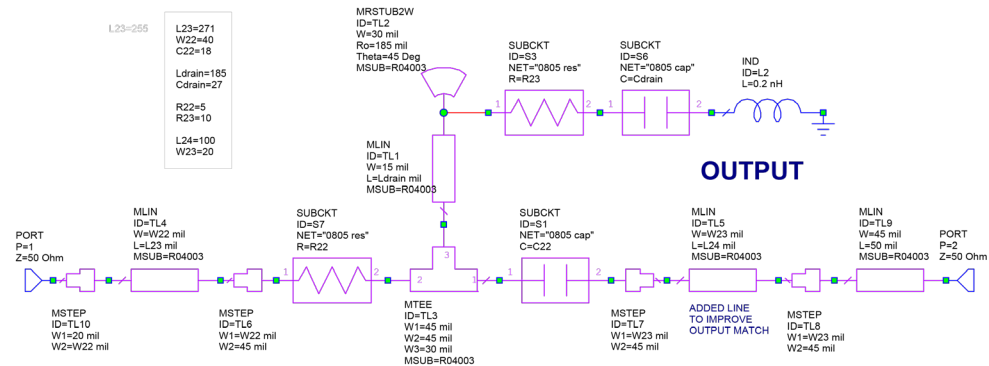 L23=255
L23=271
W22=40
C22=18
Ldrain=185
Cdrain=27
R22=5
R23=10
L24=100
W23=20
MRSTUB2W
ID=TL2
W=30 mil
Ro=185 mil
Theta=45 Deg
MSUB=R04003
SUBCKT
ID=S3
NET="0805 res"
R=R23
SUBCKT
ID=S6
NET="0805 cap"
C=Cdrain
IND
ID=L2
L=0.2 nH
1
2
1
2
MLIN
ID=TL1
W=15 mil
L=Ldrain mil
MSUB=R04003
OUTPUT
PORT
P=1
Z=50 Ohm
MLIN
ID=TL4
W=W22 mil
L=L23 mil
MSUB=R04003
SUBCKT
ID=S7
NET="0805 res"
R=R22
SUBCKT
ID=S1
NET="0805 cap"
C=C22
MLIN
ID=TL5
W=W23 mil
L=L24 mil
MSUB=R04003
MLIN
ID=TL9
W=45 mil
L=50 mil
MSUB=R04003
PORT
P=2
Z=50 Ohm
1
2
3
2
1
1
2
MSTEP
ID=TL10
W1=20 mil
W2=W22 mil
MSTEP
ID=TL6
W1=W22 mil
W2=45 mil
MTEE
ID=TL3
W1=45 mil
W2=45 mil
W3=30 mil
MSUB=R04003
MSTEP
ID=TL7
W1=W23 mil
W2=45 mil
ADDED LINE
TO IMPROVE
OUTPUT MATCH
MSTEP
ID=TL8
W1=W23 mil
W2=45 mil